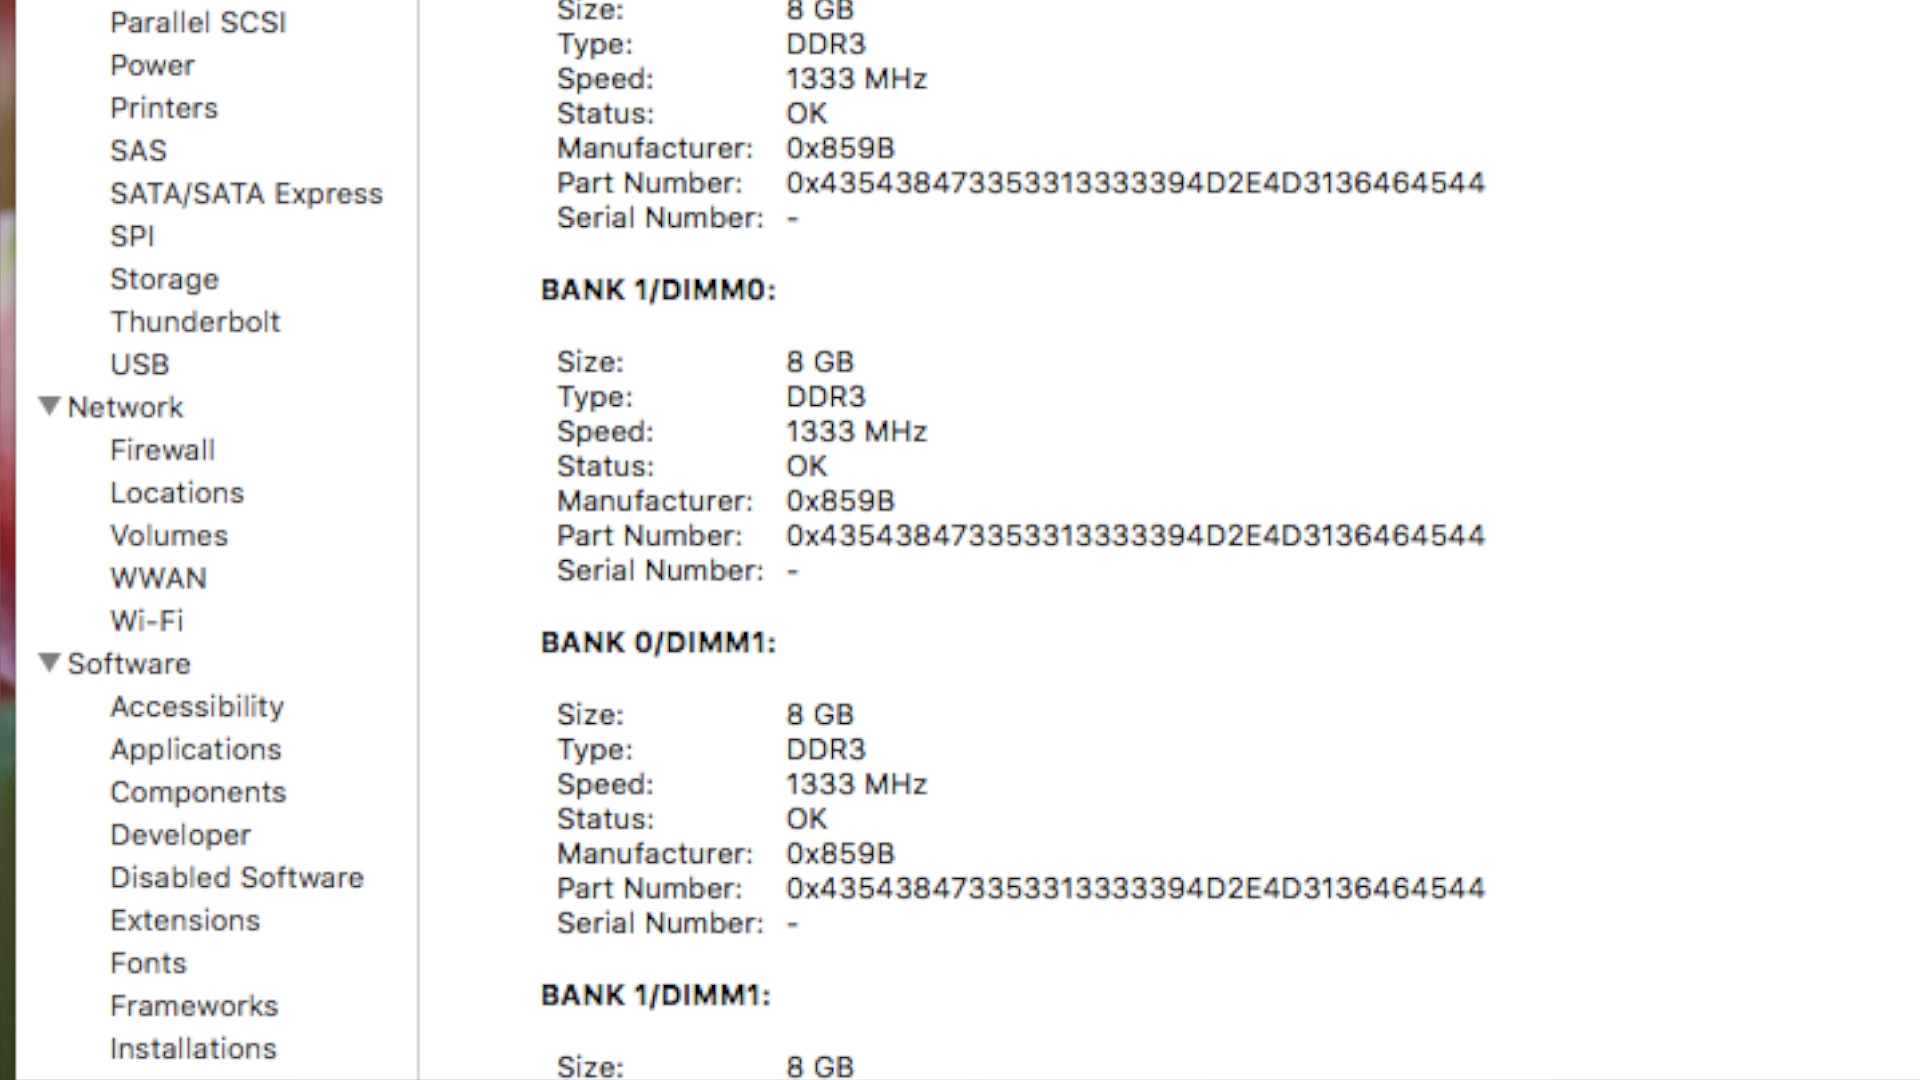 Parallel SCSI
Power
Printers
SAS
SATA/SATA Express
SPI
Storage
Thunderbolt
USB
Network
Firewall
Locations
Volumes
WWAN
Wi-Fi
Software
Accessibility
Applications
Components
Developer
Disabled Software
Extensions
Fonts
Frameworks
Installations
Size: 8 GB
Type: DDR3
Speed: 1333 MHz
Status: OK
Manufacturer: 0x859B
Part Number: 0x435438473353313333394D2E4D3136464544
Serial Number: -
BANK 1/DIMM0:
Size: 8 GB
Type: DDR3
Speed: 1333 MHz
Status: OK
Manufacturer: 0x859B
Part Number: 0x435438473353313333394D2E4D3136464544
Serial Number: -
BANK 0/DIMM1:
Size: 8 GB
Type: DDR3
Speed: 1333 MHz
Status: OK
Manufacturer: 0x859B
Part Number: 0x435438473353313333394D2E4D3136464544
Serial Number: -
BANK 1/DIMM1:
Size: 8 GB